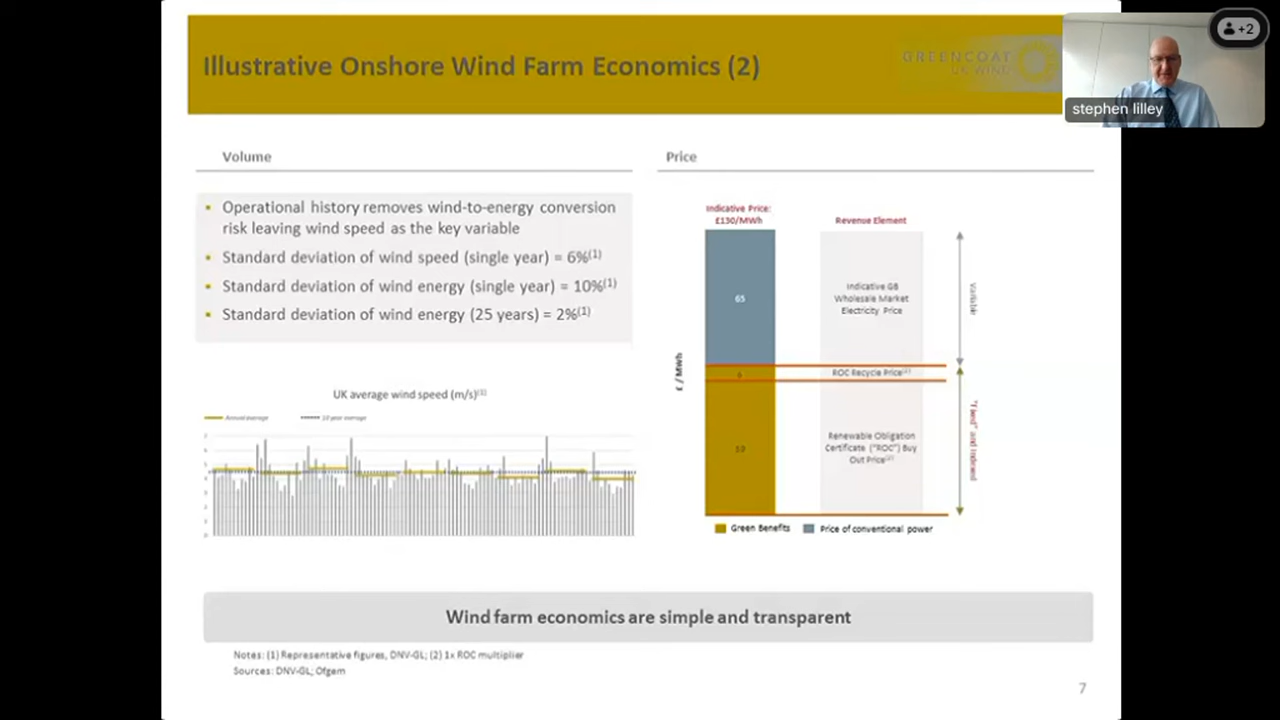 Illustrative Onshore Wind Farm Economics (2)
GREENCOAT
UK WIND
+2
stephen lilley
Volume
Price
• Operational history removes wind-to-energy conversion
risk leaving wind speed as the key variable
• Standard deviation of wind speed (single year) = 6%(1)
• Standard deviation of wind energy (single year) = 10%(1)
• Standard deviation of wind energy (25 years) = 2%(1)
UK average wind speed (m/s)(1)
Annual average
10 year average
Indicative Price:
£130/MWh
Revenue Element
£ / MWh
65
Indicative GB
Wholesale Market
Electricity Price
Variable
6
ROC Recycle Price(2)
59
Renewable Obligation
Certificate ("ROC") Buy
Out Price(2)
"Fixed" and Indexed
Green Benefits
Price of conventional power
Wind farm economics are simple and transparent
Notes: (1) Representative figures, DNV-GL; (2) 1x ROC multiplier
Sources: DNV-GL; Ofgem
7